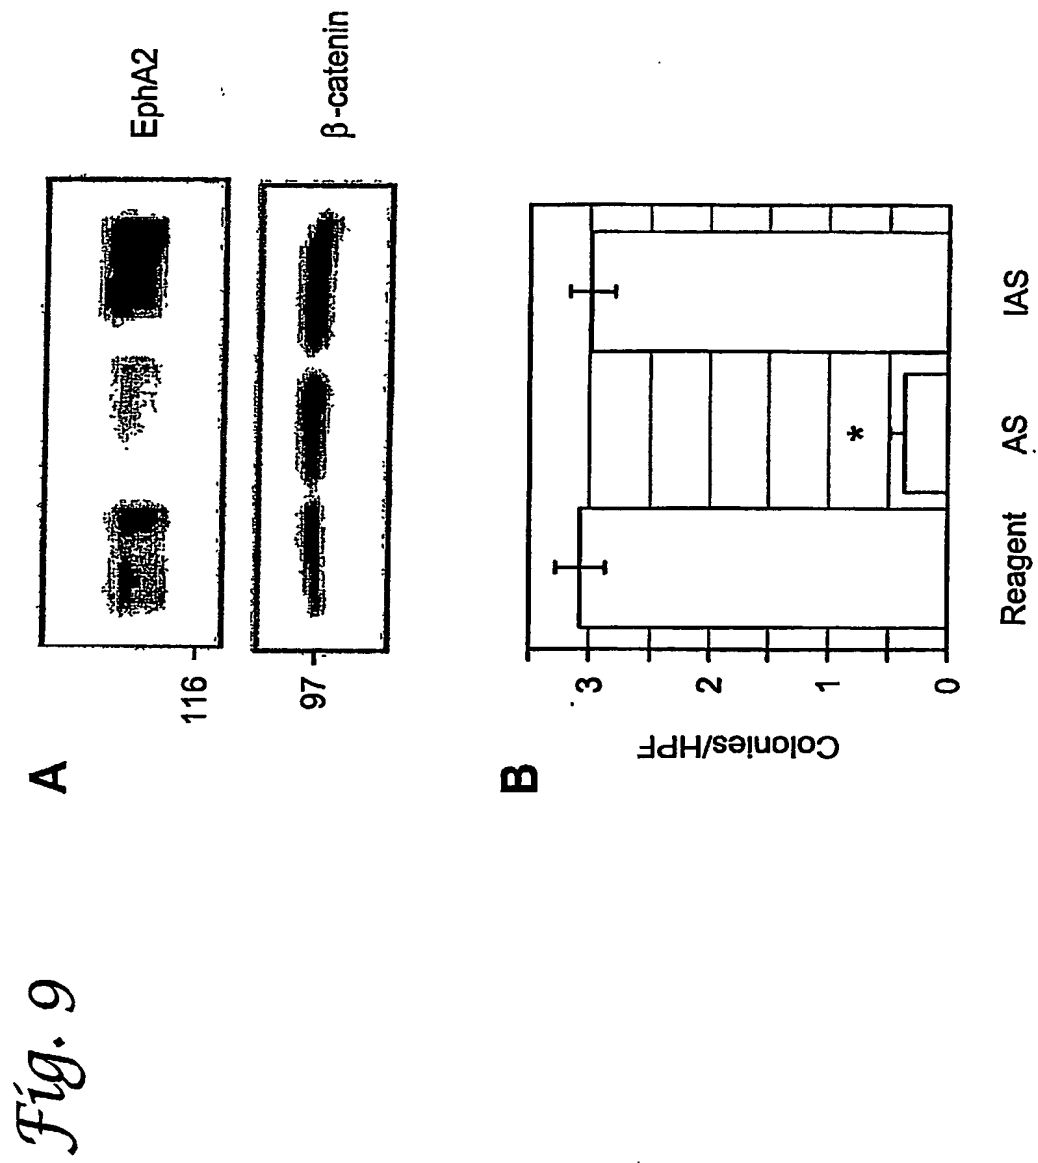 Fig. 9
A
116
EphA2
97
β-catenin
B
Colonies/HPF
3
2
1
0
*
Reagent
AS
IAS